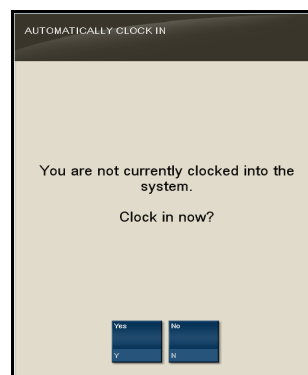 AUTOMATICALLY CLOCK IN
You are not currently clocked into the
system.
Clock in now?
Yes No
Y N